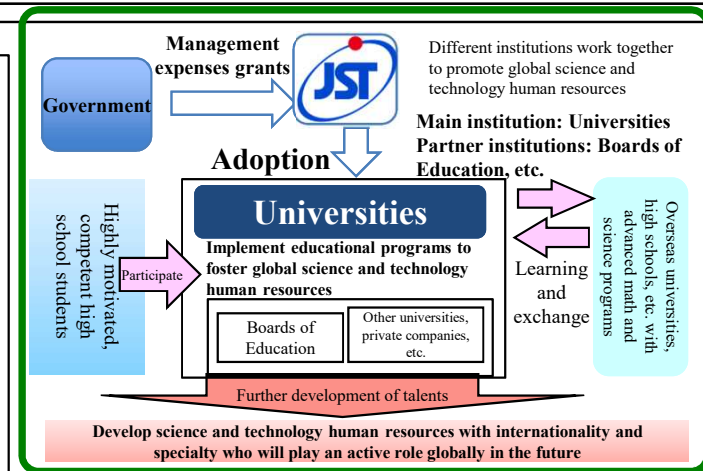 Management
expenses grants
Government
JST
Different institutions work together
to promote global science and
technology human resources
Main institution: Universities
Partner institutions: Boards of
Education, etc.
Adoption
Universities
Implement educational programs to
foster global science and technology
human resources
Highly motivated,
competent high
school students
Participate
Boards of
Education
Other universities,
private companies,
etc.
Learning
and
exchange
Overseas universities,
high schools, etc. with
advanced math and
science programs
Further development of talents
Develop science and technology human resources with internationality and
specialty who will play an active role globally in the future